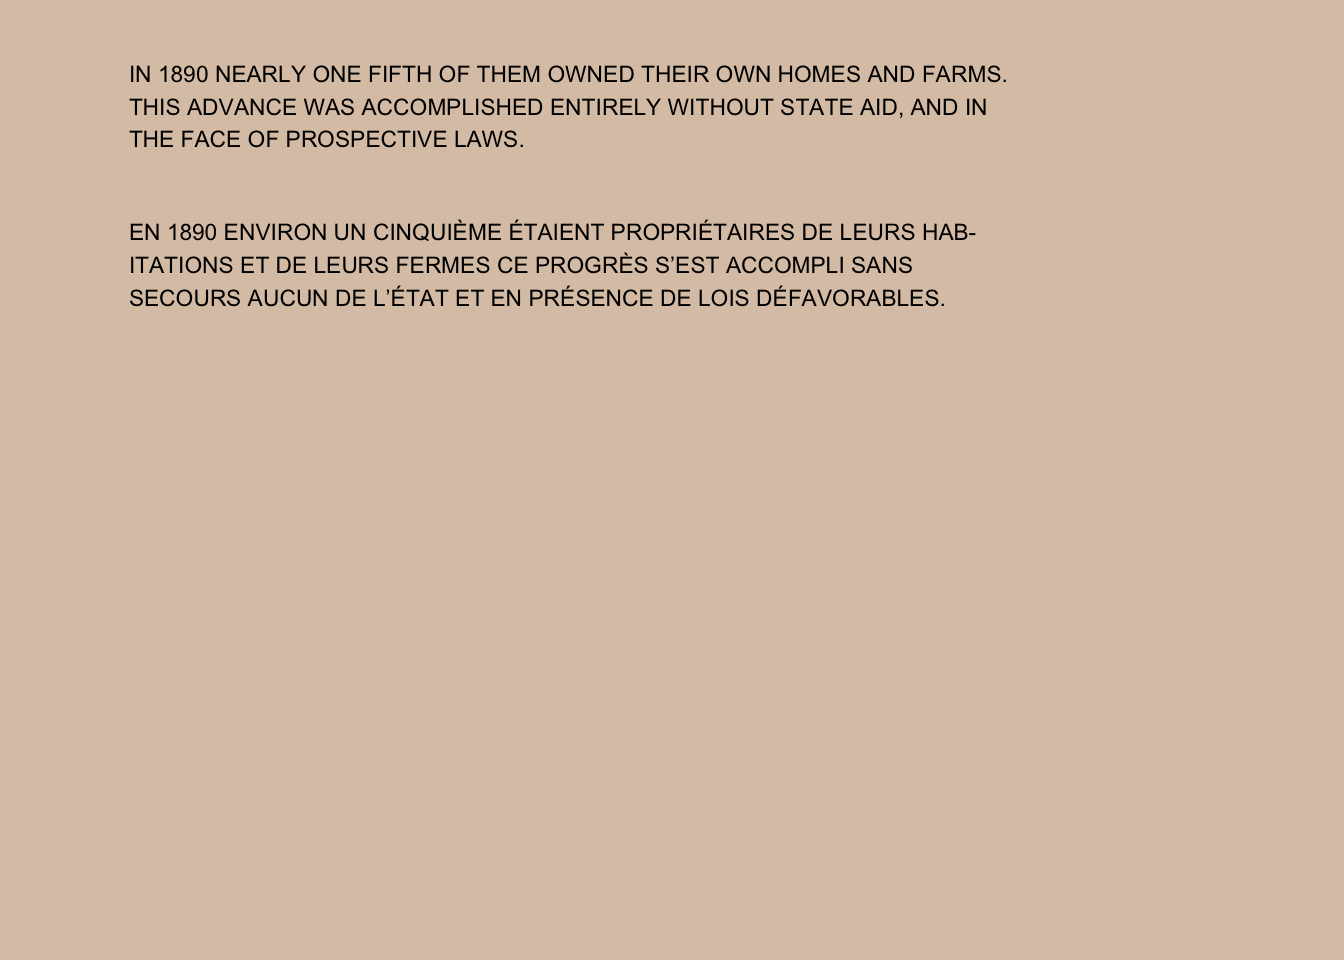 IN 1890 NEARLY ONE FIFTH OF THEM OWNED THEIR OWN HOMES AND FARMS.
THIS ADVANCE WAS ACCOMPLISHED ENTIRELY WITHOUT STATE AID, AND IN
THE FACE OF PROSPECTIVE LAWS.
EN 1890 ENVIRON UN CINQUIÈME ÉTAIENT PROPRIÉTAIRES DE LEURS HAB-
ITATIONS ET DE LEURS FERMES CE PROGRÈS S’EST ACCOMPLI SANS
SECOURS AUCUN DE L’ÉTAT ET EN PRÉSENCE DE LOIS DÉFAVORABLES.